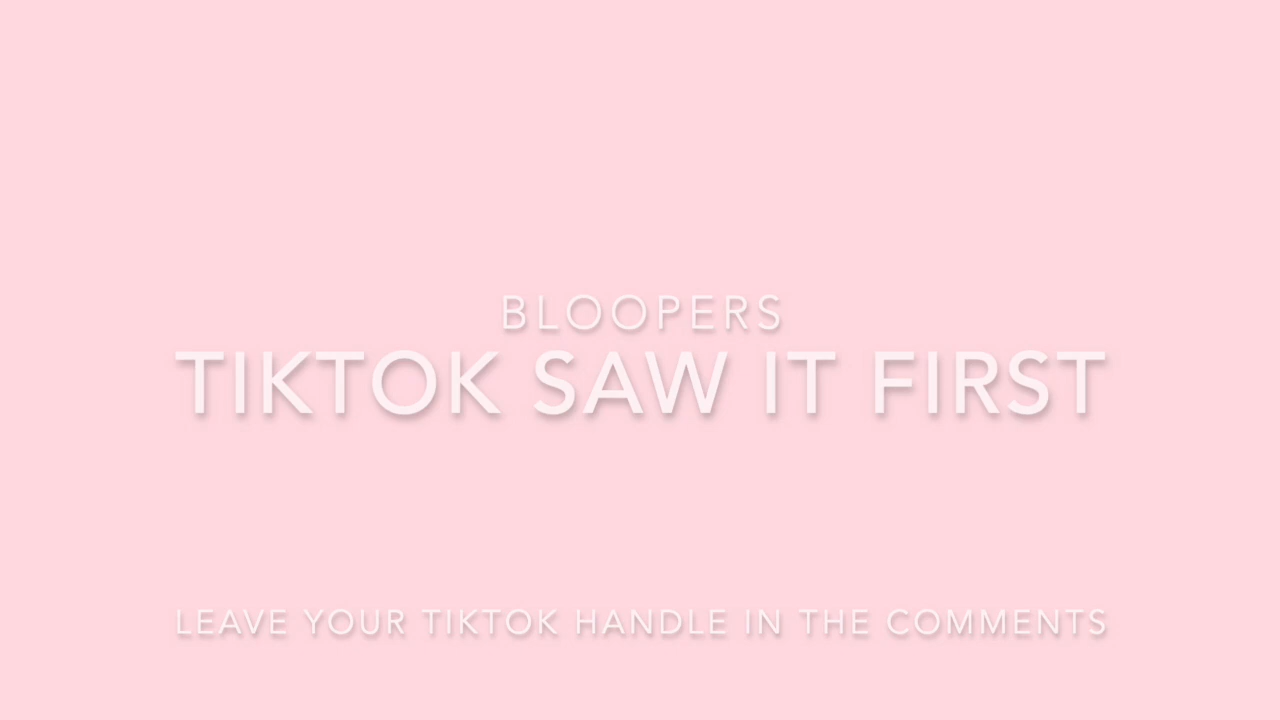 BLOOPERS
TIKTOK SAW IT FIRST
LEAVE YOUR TIKTOK HANDLE IN THE COMMENTS